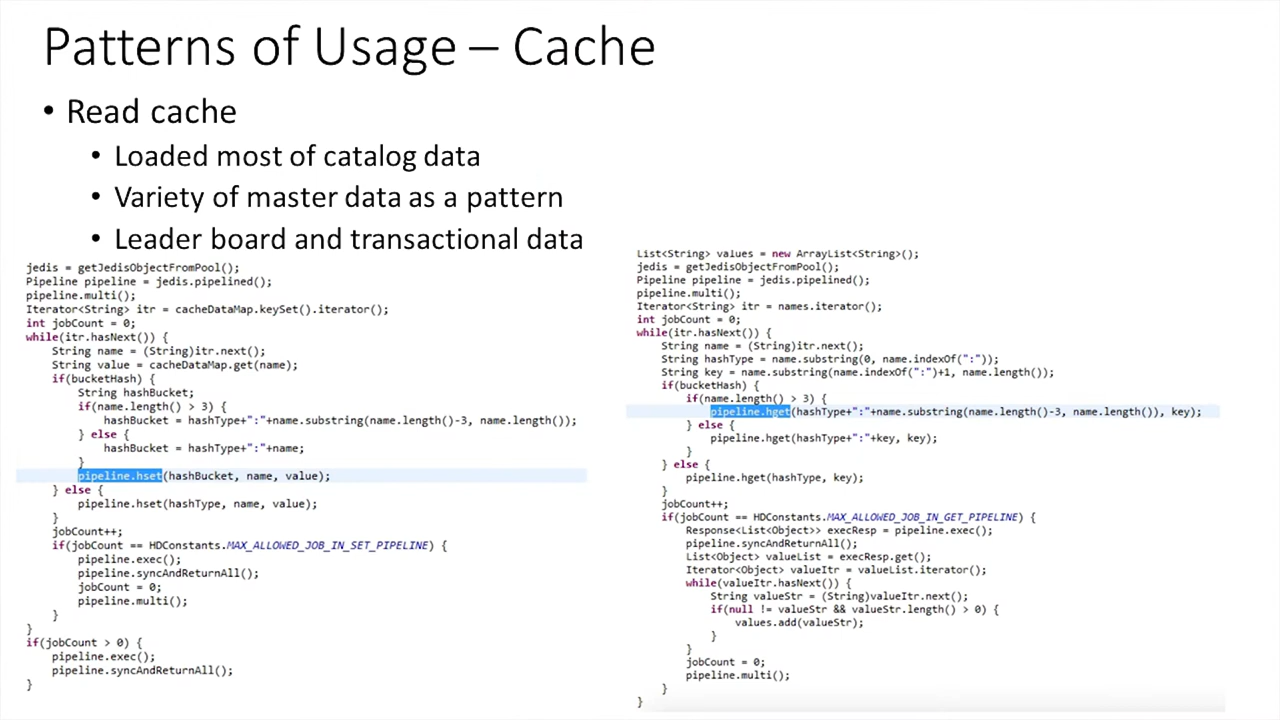 Patterns of Usage – Cache
• Read cache
• Loaded most of catalog data
• Variety of master data as a pattern
• Leader board and transactional data
jedis = getJedisObjectFromPool();
Pipeline pipeline = jedis.pipelined();
pipeline.multi();
Iterator<String> itr = cacheDataMap.keySet().iterator();
int jobCount = 0;
while(itr.hasNext()) {
String name = (String)itr.next();
String value = cacheDataMap.get(name);
if(bucketHash) {
String hashBucket;
if(name.length() > 3) {
hashBucket = hashType+":"+name.substring(name.length()-3, name.length());
} else {
hashBucket = hashType+":"+name;
}
pipeline.hset(hashBucket, name, value);
} else {
pipeline.hset(hashType, name, value);
}
jobCount++;
if(jobCount == HDConstants.MAX_ALLOWED_JOB_IN_SET_PIPELINE) {
pipeline.exec();
pipeline.syncAndReturnAll();
jobCount = 0;
pipeline.multi();
}
}
if(jobCount > 0) {
pipeline.exec();
pipeline.syncAndReturnAll();
}
List<String> values = new ArrayList<String>();
jedis = getJedisObjectFromPool();
Pipeline pipeline = jedis.pipelined();
pipeline.multi();
Iterator<String> itr = names.iterator();
int jobCount = 0;
while(itr.hasNext()) {
String name = (String)itr.next();
String hashType = name.substring(0, name.indexOf(":"));
String key = name.substring(name.indexOf(":")+1, name.length());
if(bucketHash) {
if(name.length() > 3) {
pipeline.hget(hashType+":"+name.substring(name.length()-3, name.length()), key);
} else {
pipeline.hget(hashType+":"+key, key);
}
} else {
pipeline.hget(hashType, key);
}
jobCount++;
if(jobCount == HDConstants.MAX_ALLOWED_JOB_IN_GET_PIPELINE) {
Response<List<Object>> execResp = pipeline.exec();
pipeline.syncAndReturnAll();
List<Object> valueList = execResp.get();
Iterator<Object> valueItr = valueList.iterator();
while(valueItr.hasNext()) {
String valueStr = (String)valueItr.next();
if(null != valueStr && valueStr.length() > 0) {
values.add(valueStr);
}
}
jobCount = 0;
pipeline.multi();
}
}